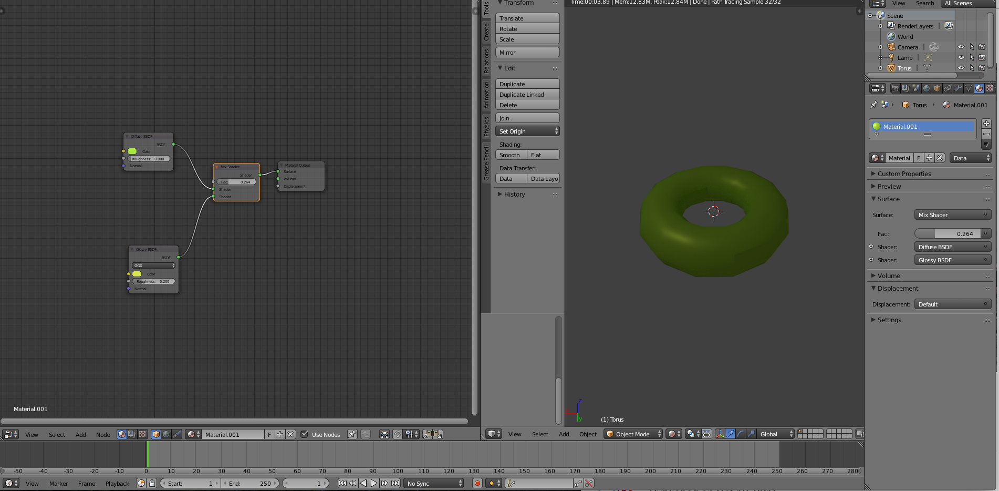 Time:00:03.89 | Mem:12.83M, Peak:12.84M | Done | Path Tracing Sample 32/32
Diffuse BSDF
BSDF
Color
Roughness: 0.000
Normal
Mix Shader
Shader
Fac: 0.264
Shader
Shader
Material Output
Surface
Volume
Displacement
Glossy BSDF
BSDF
GGX
Color
Roughness: 0.200
Normal
Material.001
View Select Add Node
Material.001 F
Use Nodes
Tools
Create
Relations
Animation
Physics
Grease Pencil
Transform
Translate
Rotate
Scale
Mirror
Edit
Duplicate
Duplicate Linked
Delete
Join
Set Origin
Shading:
Smooth Flat
Data Transfer:
Data Data Layo
History
z
x
y
(1) Torus
View Select Add Object
Object Mode
Global
View Search All Scenes
Scene
RenderLayers
World
Camera
Lamp
Torus
Torus Material.001
Material.001
Material. F Data
Custom Properties
Preview
Surface
Surface: Mix Shader
Fac: 0.264
Shader: Diffuse BSDF
Shader: Glossy BSDF
Volume
Displacement
Displacement: Default
Settings
-50 -40 -30 -20 -10 0 10 20 30 40 50 60 70 80 90 100 110 120 130 140 150 160 170 180 190 200 210 220 230 240 250 260 270 280
View Marker Frame Playback
Start: 1 End: 250 1
No Sync